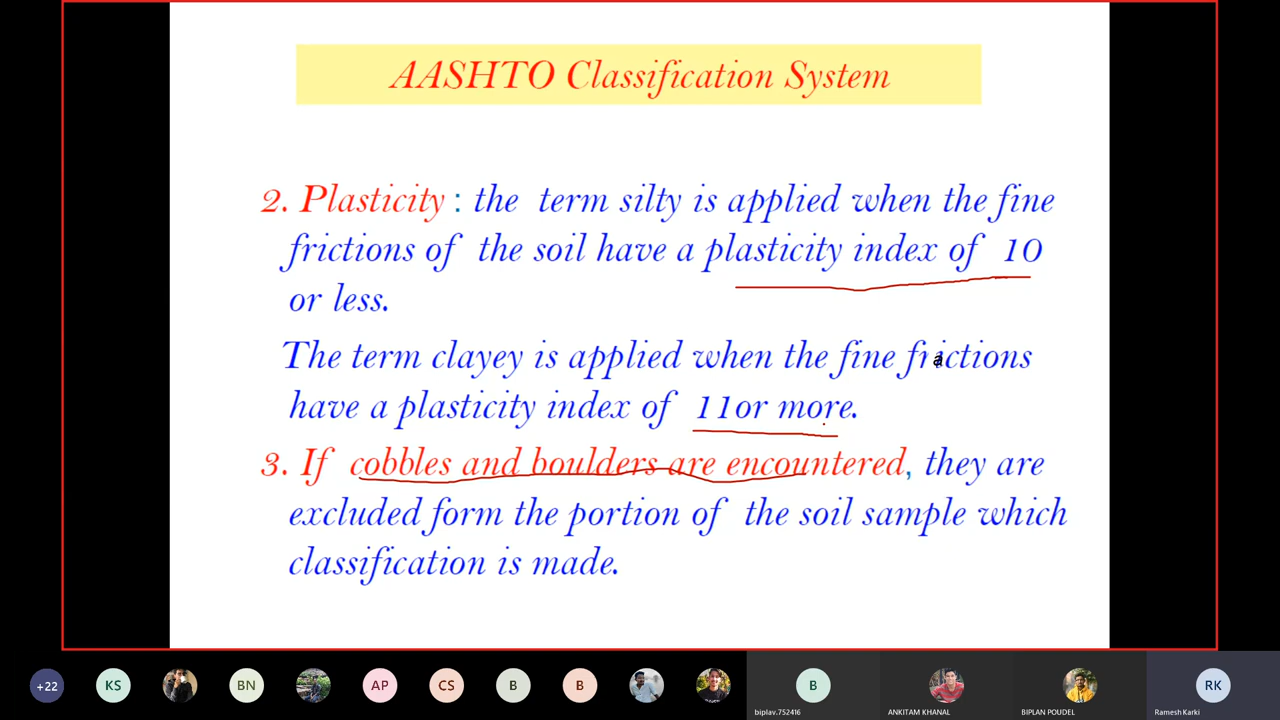 AASHTO Classification System
2. Plasticity : the term silty is applied when the fine
frictions of the soil have a plasticity index of 10
or less.
The term clayey is applied when the fine frictions
have a plasticity index of 11or more.
3. If cobbles and boulders are encountered, they are
excluded form the portion of the soil sample which
classification is made.
a
+22 KS BN AP CS B B B RK
biplav.752416 ANKITAM KHANAL BIPLAN POUDEL Ramesh Karki